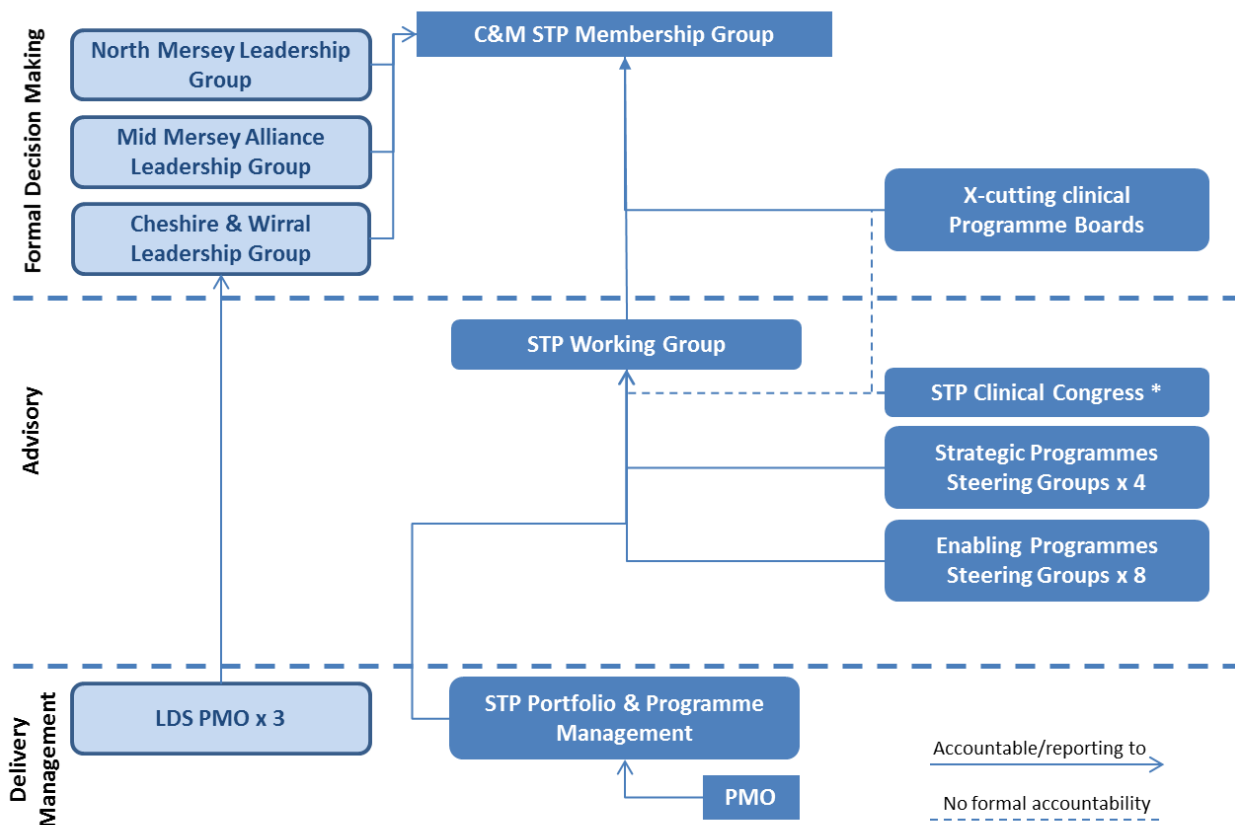 Formal Decision Making
North Mersey Leadership
Group
Mid Mersey Alliance
Leadership Group
Cheshire & Wirral
Leadership Group
C&M STP Membership Group
X-cutting clinical
Programme Boards
Advisory
STP Working Group
STP Clinical Congress *
Strategic Programmes
Steering Groups x 4
Enabling Programmes
Steering Groups x 8
Delivery
Management
LDS PMO x 3
STP Portfolio & Programme
Management
PMO
Accountable/reporting to
No formal accountability